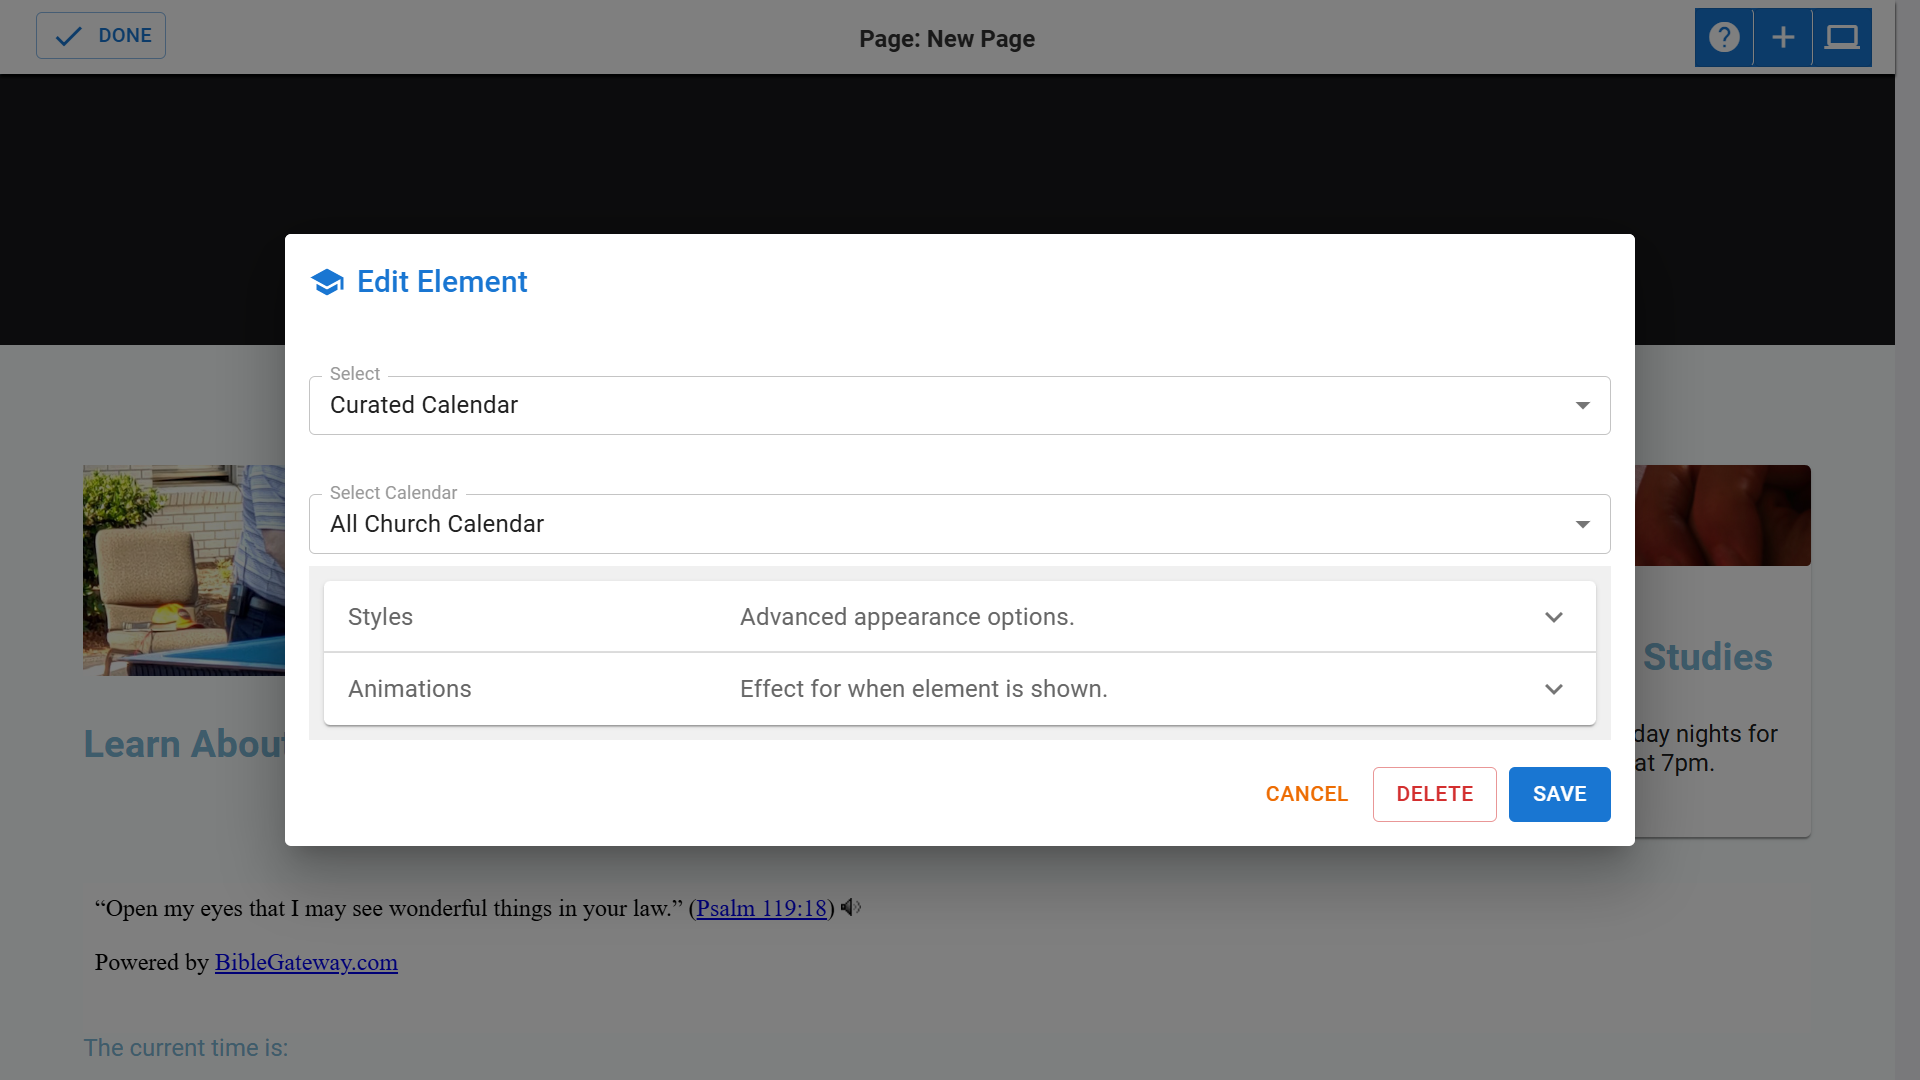 DONE
Page: New Page
Edit Element
Select
Curated Calendar
Select Calendar
All Church Calendar
Styles Advanced appearance options.
Animations Effect for when element is shown.
CANCEL DELETE SAVE
Studies
Learn About
day nights for
at 7pm.
“Open my eyes that I may see wonderful things in your law.” (Psalm 119:18)
Powered by BibleGateway.com
The current time is: